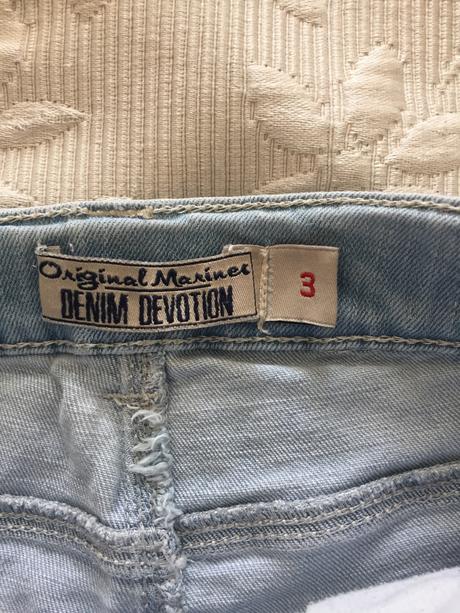 Original Marines
DENIM DEVOTION
3